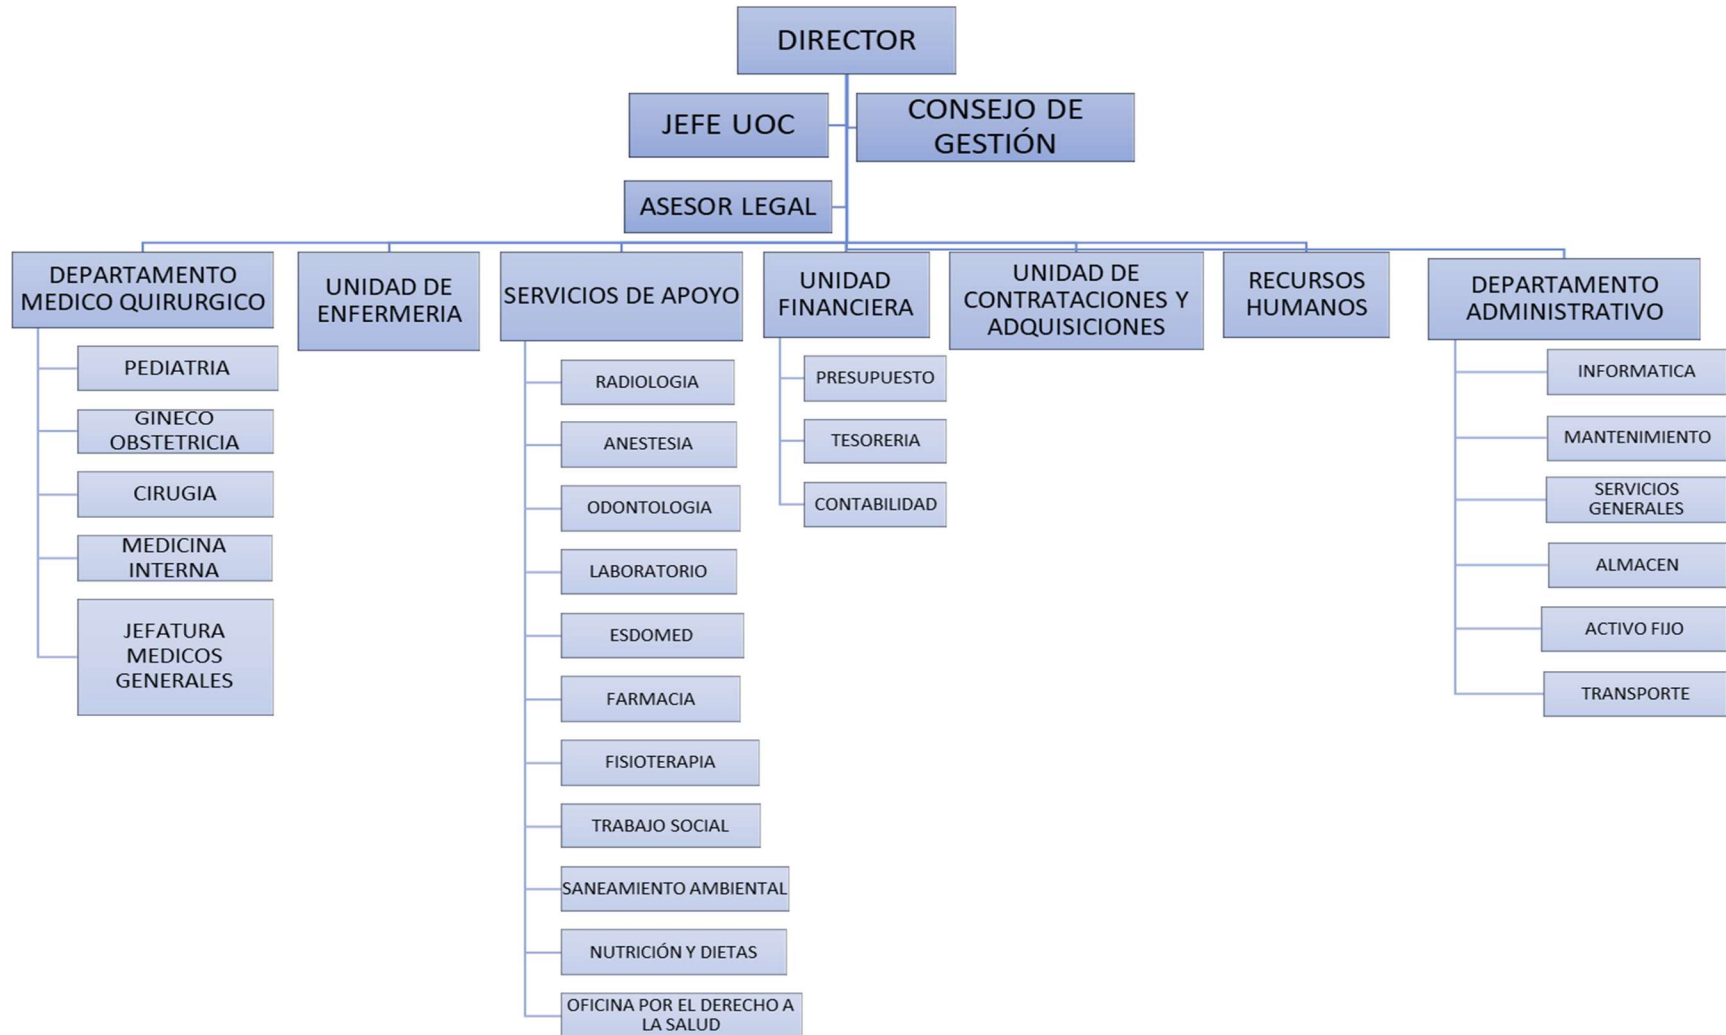 DIRECTOR
JEFE UOC
CONSEJO DE
GESTIÓN
ASESOR LEGAL
DEPARTAMENTO
MEDICO QUIRURGICO
PEDIATRIA
GINECO
OBSTETRICIA
CIRUGIA
MEDICINA
INTERNA
JEFATURA
MEDICOS
GENERALES
UNIDAD DE
ENFERMERIA
SERVICIOS DE APOYO
RADIOLOGIA
ANESTESIA
ODONTOLOGIA
LABORATORIO
ESDOMED
FARMACIA
FISIOTERAPIA
TRABAJO SOCIAL
SANEAMIENTO AMBIENTAL
NUTRICIÓN Y DIETAS
OFICINA POR EL DERECHO A
LA SALUD
UNIDAD
FINANCIERA
PRESUPUESTO
TESORERIA
CONTABILIDAD
UNIDAD DE
CONTRATACIONES Y
ADQUISICIONES
RECURSOS
HUMANOS
DEPARTAMENTO
ADMINISTRATIVO
INFORMATICA
MANTENIMIENTO
SERVICIOS
GENERALES
ALMACEN
ACTIVO FIJO
TRANSPORTE